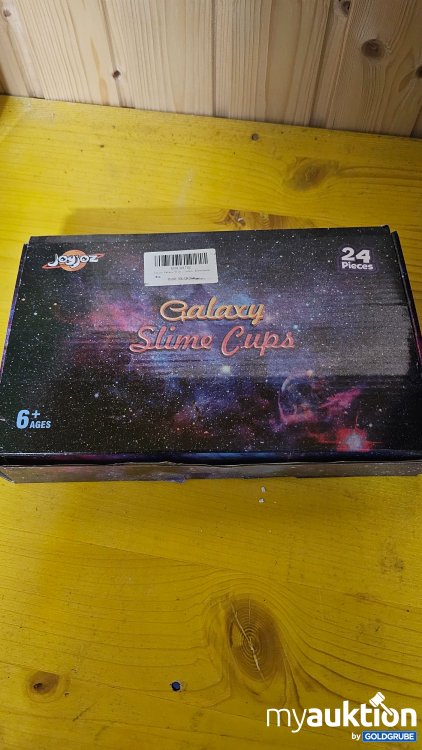 Joyjoz
24
Pieces
Galaxy
Slime Cups
6+
AGES
myauktion
by GOLDGRUBE